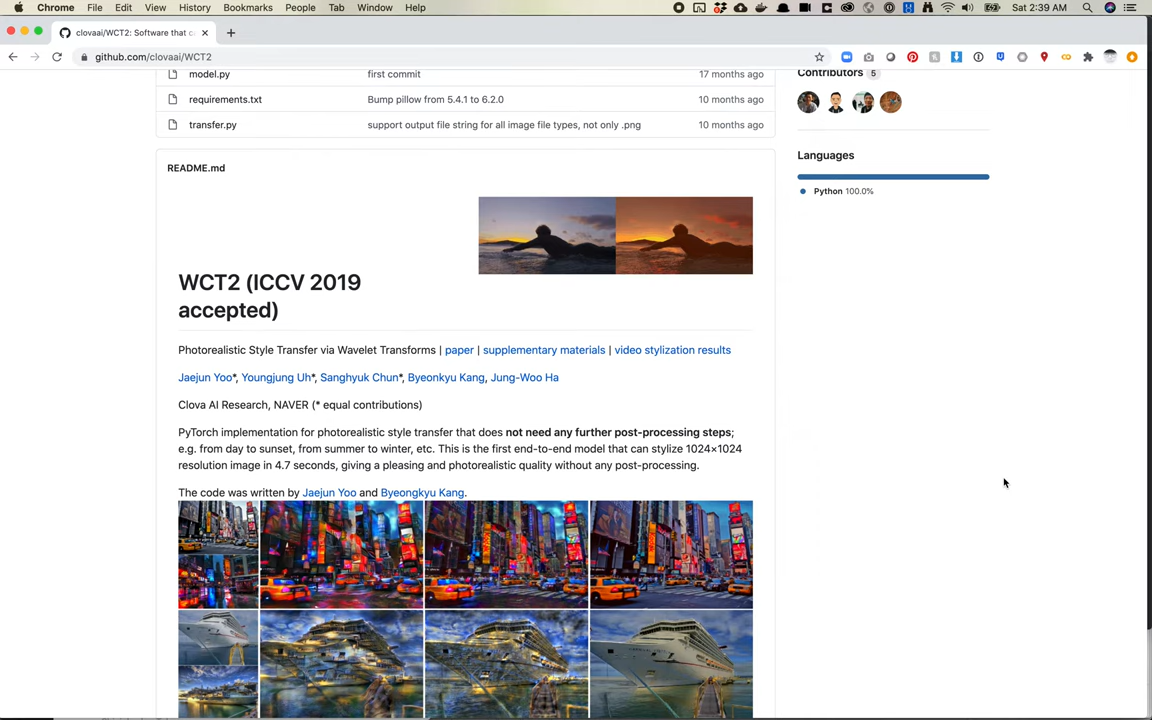 Chrome File Edit View History Bookmarks People Tab Window Help Sat 2:39 AM
clovaai/WCT2: Software that c
github.com/clovaai/WCT2
model.py first commit 17 months ago
requirements.txt Bump pillow from 5.4.1 to 6.2.0 10 months ago
transfer.py support output file string for all image file types, not only .png 10 months ago
Contributors 5
Languages
Python 100.0%
README.md
WCT2 (ICCV 2019
accepted)
Photorealistic Style Transfer via Wavelet Transforms | paper | supplementary materials | video stylization results
Jaejun Yoo*, Youngjung Uh*, Sanghyuk Chun*, Byeonkyu Kang, Jung-Woo Ha
Clova AI Research, NAVER (* equal contributions)
PyTorch implementation for photorealistic style transfer that does not need any further post-processing steps;
e.g. from day to sunset, from summer to winter, etc. This is the first end-to-end model that can stylize 1024×1024
resolution image in 4.7 seconds, giving a pleasing and photorealistic quality without any post-processing.
The code was written by Jaejun Yoo and Byeongkyu Kang.